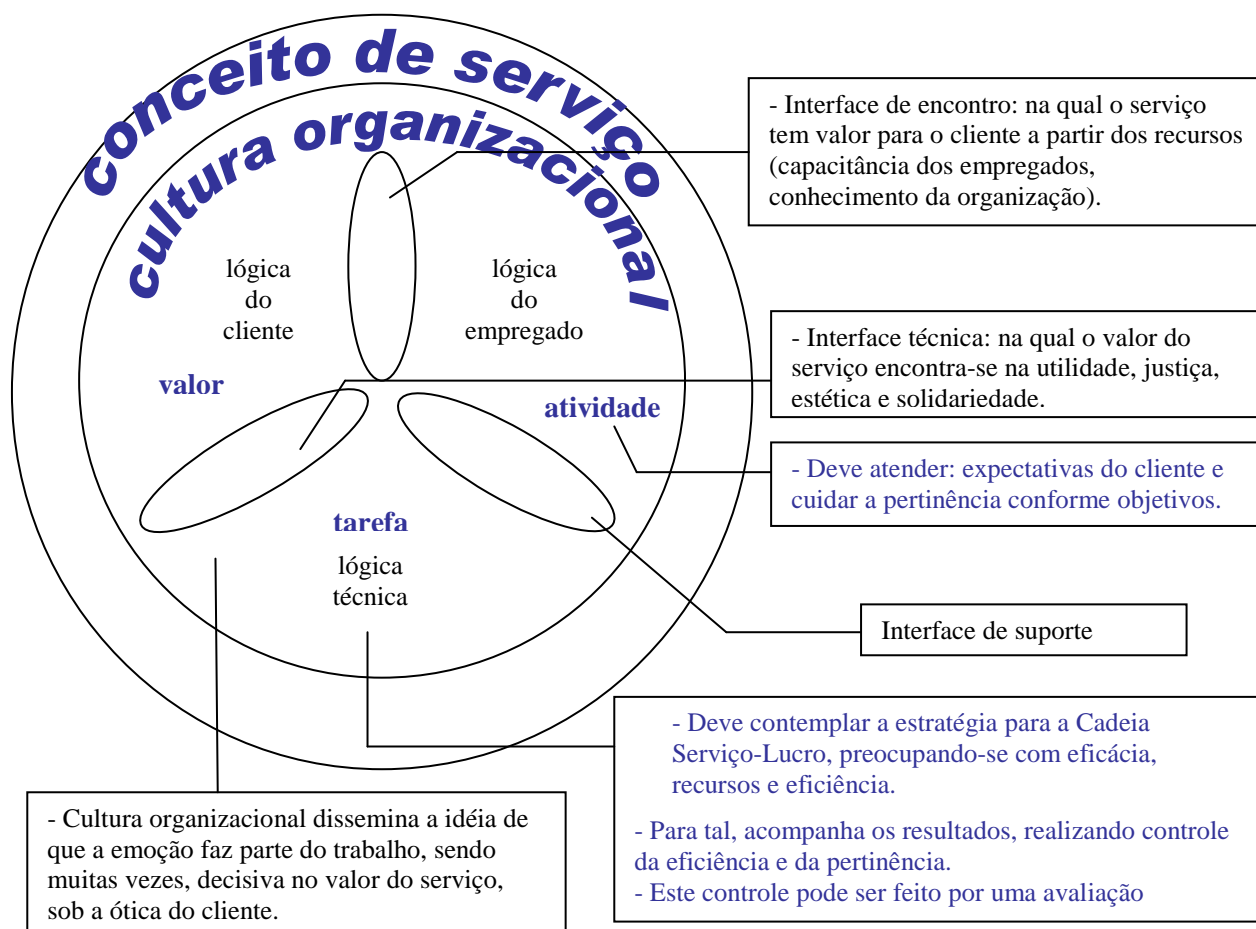 conceito de serviço
cultura organizacional
- Interface de encontro: na qual o serviço
tem valor para o cliente a partir dos recursos
(capacitância dos empregados,
conhecimento da organização).
lógica
do
cliente
lógica
do
empregado
- Interface técnica: na qual o valor do
serviço encontra-se na utilidade, justiça,
estética e solidariedade.
valor
atividade
- Deve atender: expectativas do cliente e
cuidar a pertinência conforme objetivos.
tarefa
lógica
técnica
Interface de suporte
- Deve contemplar a estratégia para a Cadeia
Serviço-Lucro, preocupando-se com eficácia,
recursos e eficiência.
- Para tal, acompanha os resultados, realizando controle
da eficiência e da pertinência.
- Este controle pode ser feito por uma avaliação
- Cultura organizacional dissemina a idéia de
que a emoção faz parte do trabalho, sendo
muitas vezes, decisiva no valor do serviço,
sob a ótica do cliente.